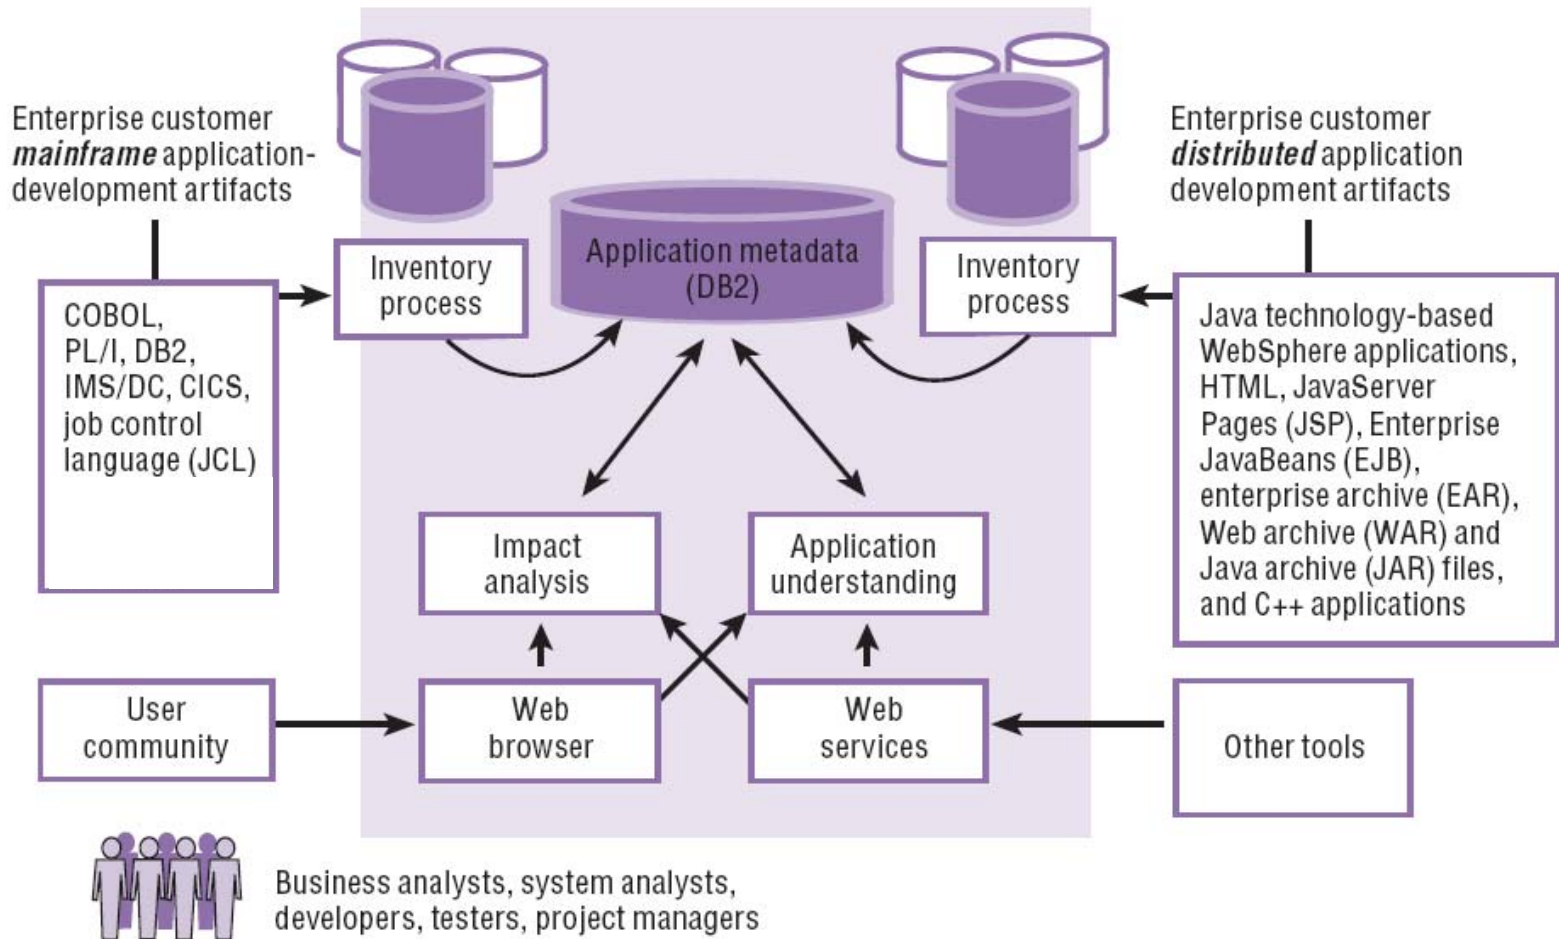 Enterprise customer
mainframe application-
development artifacts
Enterprise customer
distributed application
development artifacts
Inventory
process
Application metadata
(DB2)
Inventory
process
COBOL,
PL/I, DB2,
IMS/DC, CICS,
job control
language (JCL)
Java technology-based
WebSphere applications,
HTML, JavaServer
Pages (JSP), Enterprise
JavaBeans (EJB),
enterprise archive (EAR),
Web archive (WAR) and
Java archive (JAR) files,
and C++ applications
Impact
analysis
Application
understanding
User
community
Web
browser
Web
services
Other tools
Business analysts, system analysts,
developers, testers, project managers